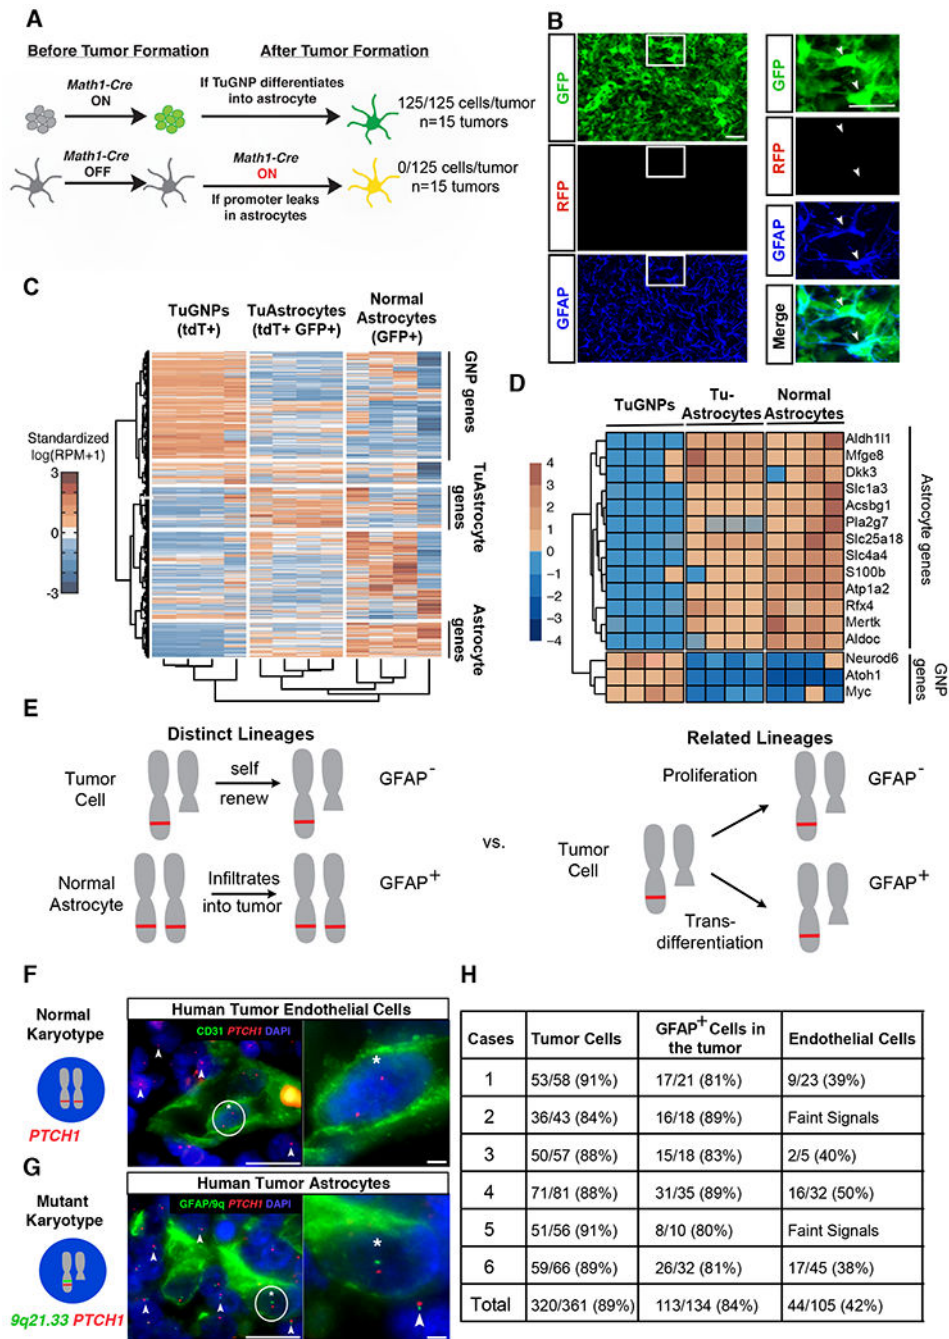 A
Before Tumor Formation
After Tumor Formation
Math1-Cre
ON
If TuGNP differentiates
into astrocyte
125/125 cells/tumor
n=15 tumors
Math1-Cre
OFF
Math1-Cre
ON
If promoter leaks
in astrocytes
0/125 cells/tumor
n=15 tumors
B
GFP
RFP
GFAP
GFP
RFP
GFAP
Merge
C
TuGNPs
(tdT+)
TuAstrocytes
(tdT+ GFP+)
Normal
Astrocytes
(GFP+)
Standardized
log(RPM+1)
3
0
-3
GNP genes
TuAstrocyte
genes
Astrocyte
genes
D
TuGNPs
Tu-
Astrocytes
Normal
Astrocytes
4
3
2
1
0
−1
−2
−3
−4
Aldh1l1
Mfge8
Dkk3
Slc1a3
Acsbg1
Pla2g7
Slc25a18
Slc4a4
S100b
Atp1a2
Rfx4
Mertk
Aldoc
Neurod6
Atoh1
Myc
Astrocyte genes
GNP
genes
E
Distinct Lineages
Tumor
Cell
self
renew
GFAP-
Normal
Astrocyte
Infiltrates
into tumor
GFAP+
vs.
Related Lineages
Proliferation
GFAP-
Tumor
Cell
GFAP+
Trans-
differentiation
F
Normal
Karyotype
PTCH1
Human Tumor Endothelial Cells
CD31 PTCH1 DAPI
*
*
G
Mutant
Karyotype
9q21.33 PTCH1
Human Tumor Astrocytes
GFAP/9q PTCH1 DAPI
*
*
H
Cases Tumor Cells GFAP+ Cells in the tumor Endothelial Cells
1 53/58 (91%) 17/21 (81%) 9/23 (39%)
2 36/43 (84%) 16/18 (89%) Faint Signals
3 50/57 (88%) 15/18 (83%) 2/5 (40%)
4 71/81 (88%) 31/35 (89%) 16/32 (50%)
5 51/56 (91%) 8/10 (80%) Faint Signals
6 59/66 (89%) 26/32 (81%) 17/45 (38%)
Total 320/361 (89%) 113/134 (84%) 44/105 (42%)